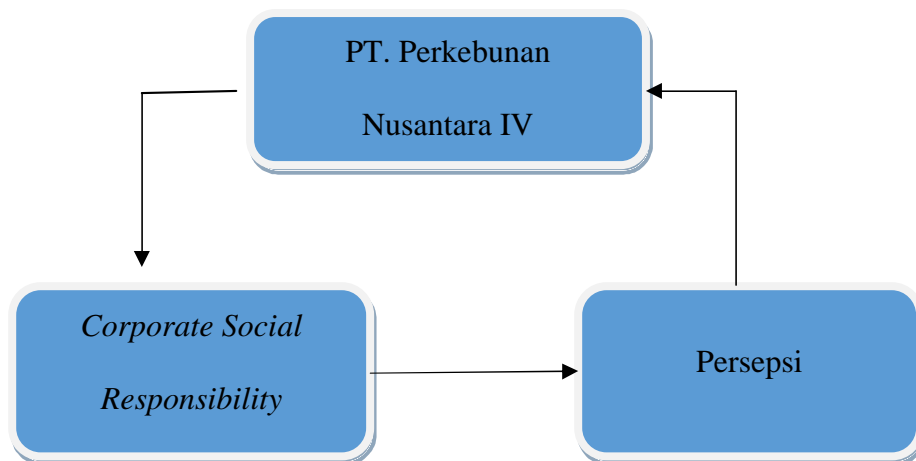 PT. Perkebunan
Nusantara IV
Corporate Social
Responsibility
Persepsi